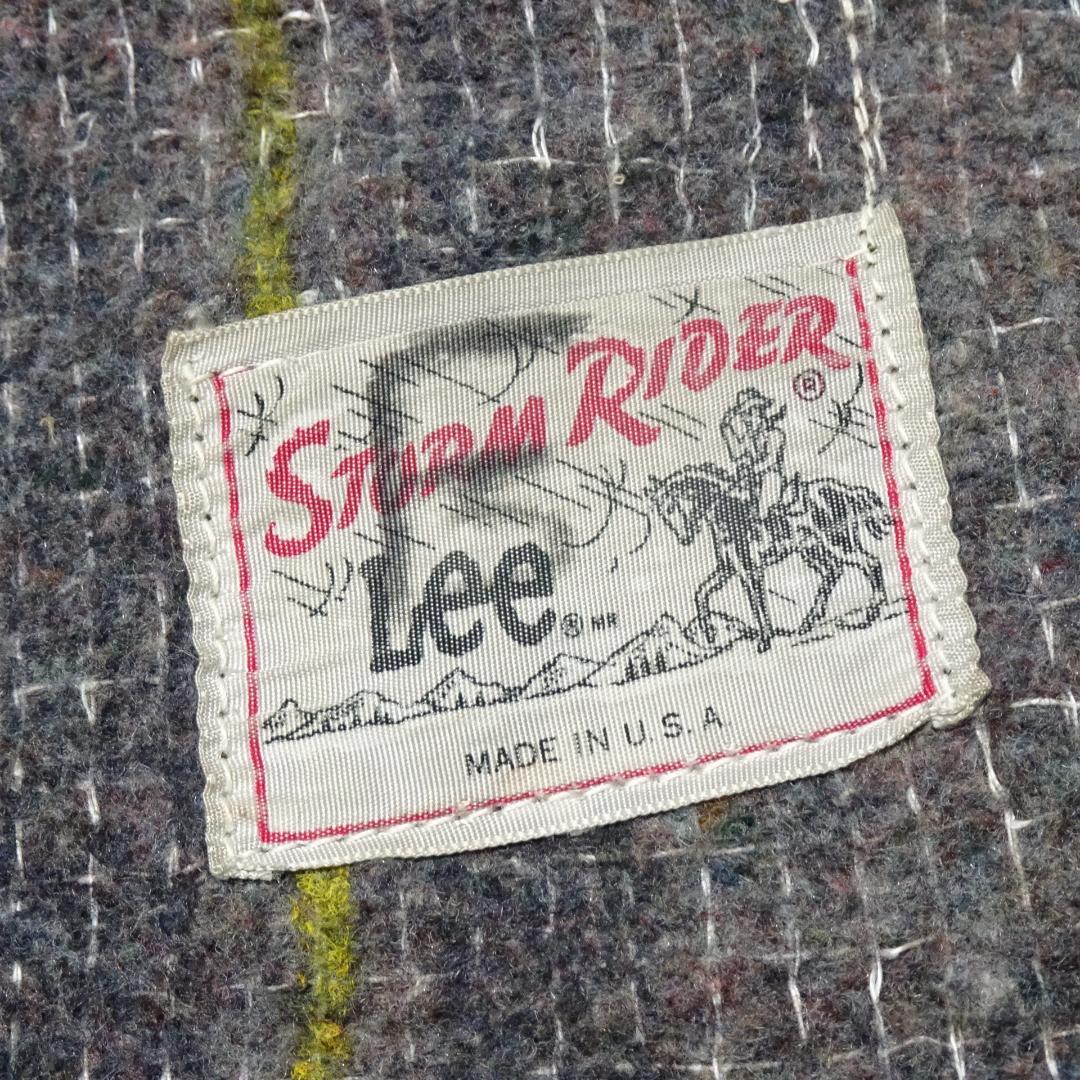 STORM RIDER ®
Lee ® MR
MADE IN U.S.A.